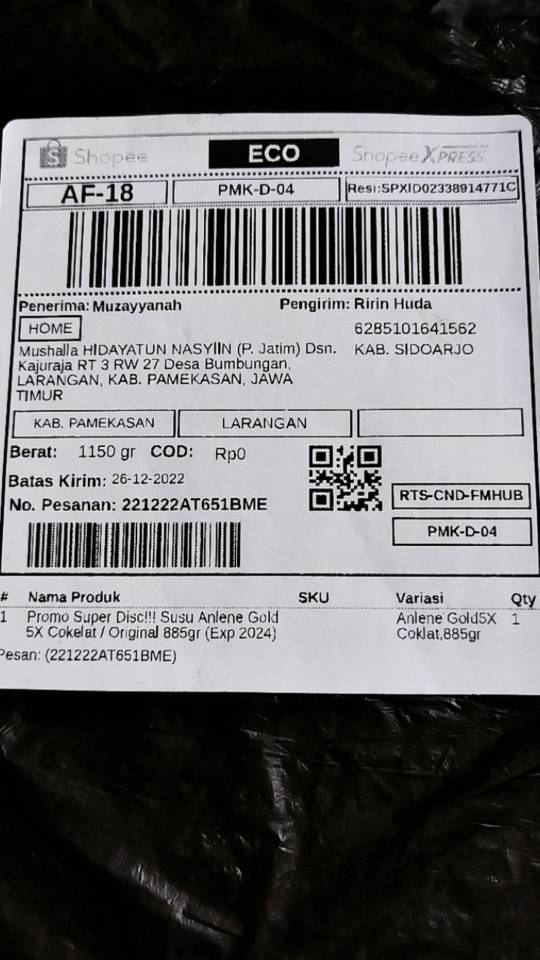 Shopee
ECO
Shopee XPRESS
AF-18
PMK-D-04
Resi:SPXID02338914771C
Penerima: Muzayyanah
Pengirim: Ririn Huda
HOME
6285101641562
Mushalla HIDAYATUN NASYIIN (P. Jatim) Dsn.
KAB. SIDOARJO
Kajuraja RT 3 RW 27 Desa Bumbungan,
LARANGAN, KAB. PAMEKASAN, JAWA
TIMUR
KAB. PAMEKASAN
LARANGAN
Berat: 1150 gr COD: Rp0
Batas Kirim: 26-12-2022
No. Pesanan: 221222AT651BME
RTS-CND-FMHUB
PMK-D-04
# Nama Produk SKU Variasi Qty
1 Promo Super Disc!!! Susu Anlene Gold Anlene Gold5X 1
5X Cokelat / Original 885gr (Exp 2024) Coklat,885gr
Pesan: (221222AT651BME)